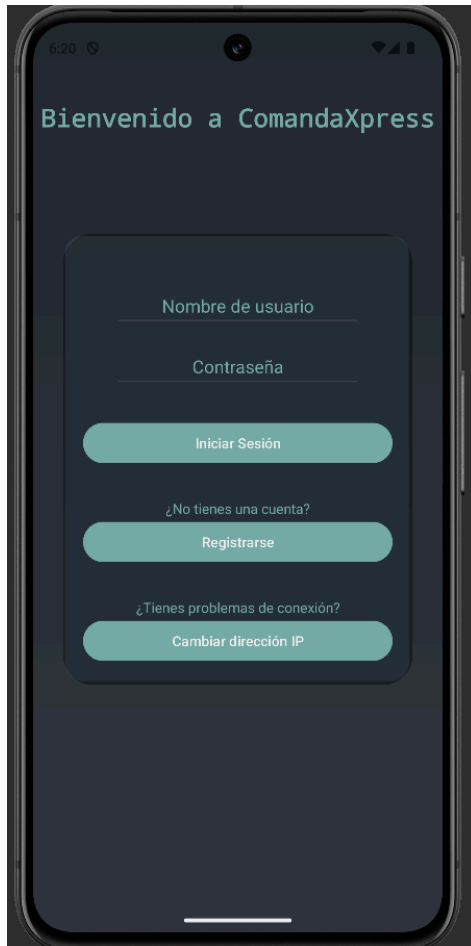 6:20
Bienvenido a ComandaXpress
Nombre de usuario
Contraseña
Iniciar Sesión
¿No tienes una cuenta?
Registrarse
¿Tienes problemas de conexión?
Cambiar dirección IP